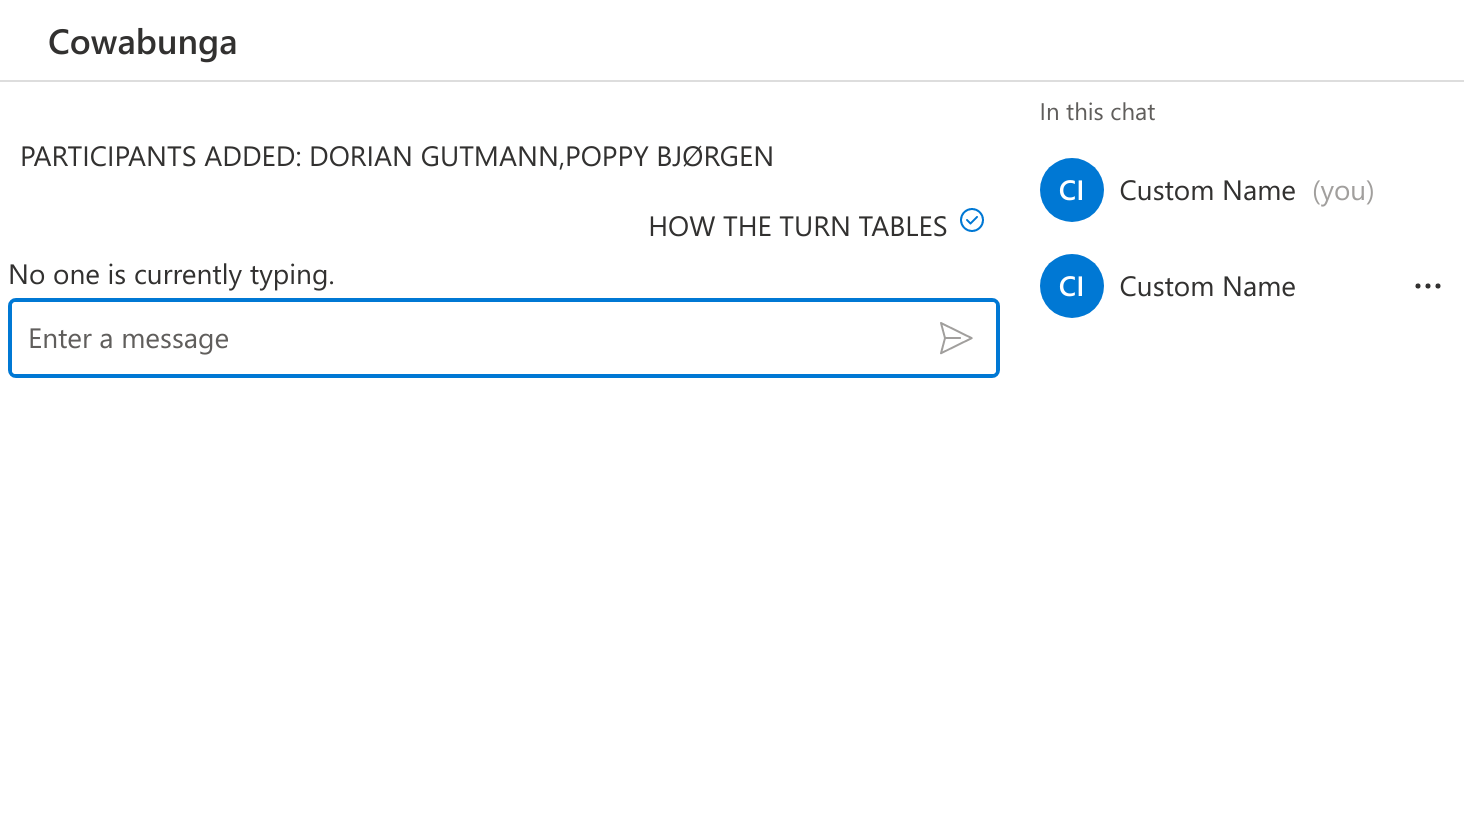 Cowabunga
PARTICIPANTS ADDED: DORIAN GUTMANN,POPPY BJØRGEN
HOW THE TURN TABLES
No one is currently typing.
Enter a message
In this chat
CI Custom Name (you)
CI Custom Name